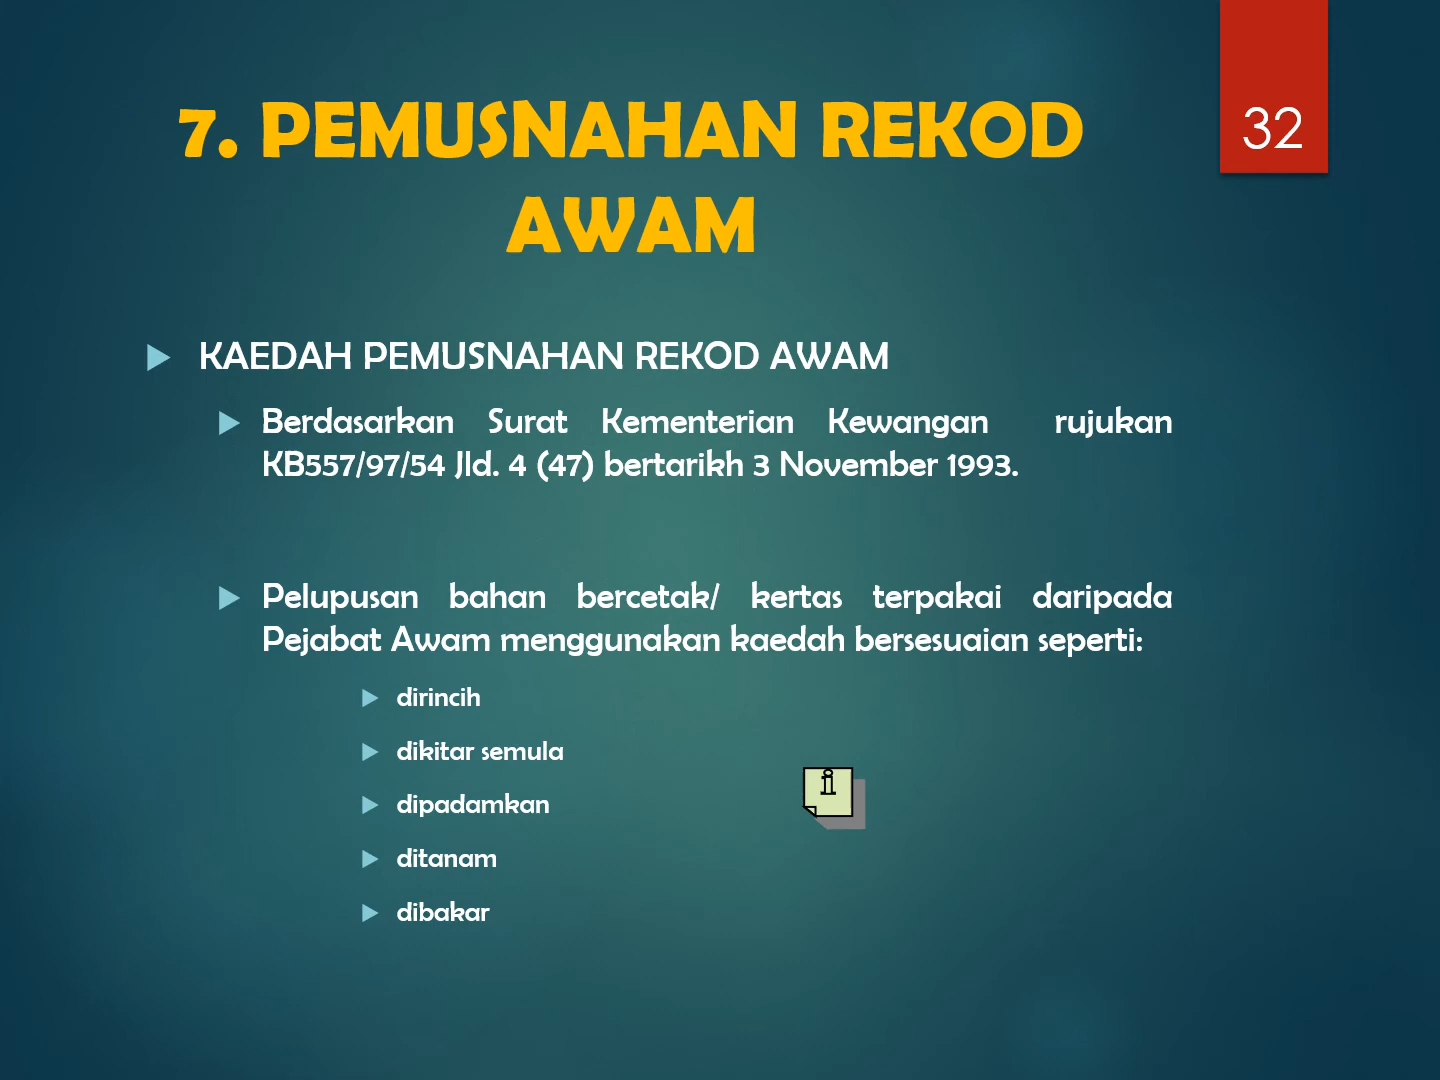 7. PEMUSNAHAN REKOD
AWAM
32
KAEDAH PEMUSNAHAN REKOD AWAM
Berdasarkan Surat Kementerian Kewangan rujukan
KB557/97/54 Jld. 4 (47) bertarikh 3 November 1993.
Pelupusan bahan bercetak/ kertas terpakai daripada
Pejabat Awam menggunakan kaedah bersesuaian seperti:
dirincih
dikitar semula
i
dipadamkan
ditanam
dibakar